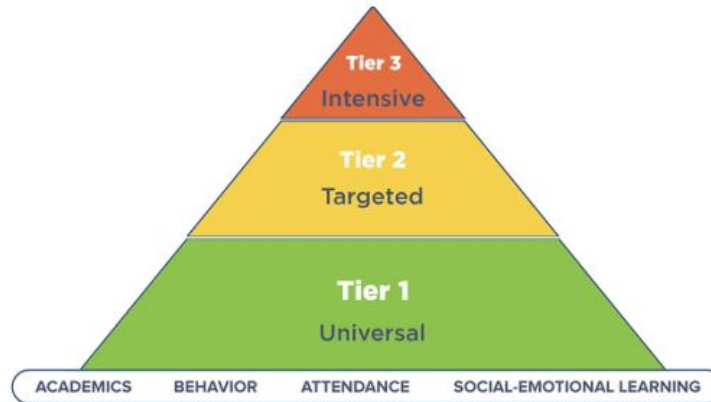 Tier 3
Intensive
Tier 2
Targeted
Tier 1
Universal
ACADEMICS BEHAVIOR ATTENDANCE SOCIAL-EMOTIONAL LEARNING